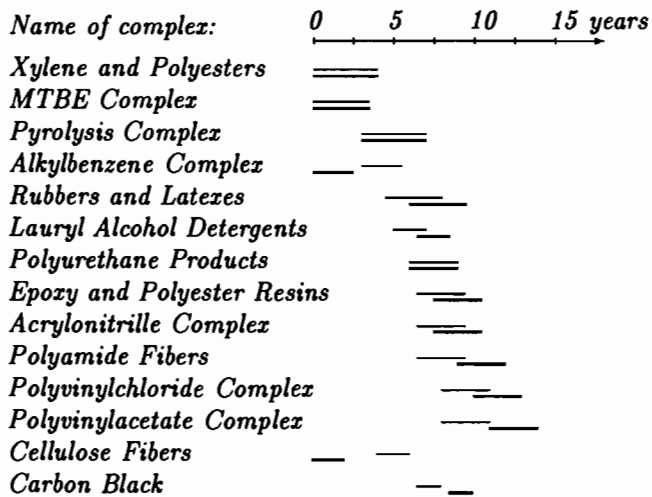 Name of complex: 0 5 10 15 years
Xylene and Polyesters
MTBE Complex
Pyrolysis Complex
Alkylbenzene Complex
Rubbers and Latexes
Lauryl Alcohol Detergents
Polyurethane Products
Epoxy and Polyester Resins
Acrylonitrille Complex
Polyamide Fibers
Polyvinylchloride Complex
Polyvinylacetate Complex
Cellulose Fibers
Carbon Black